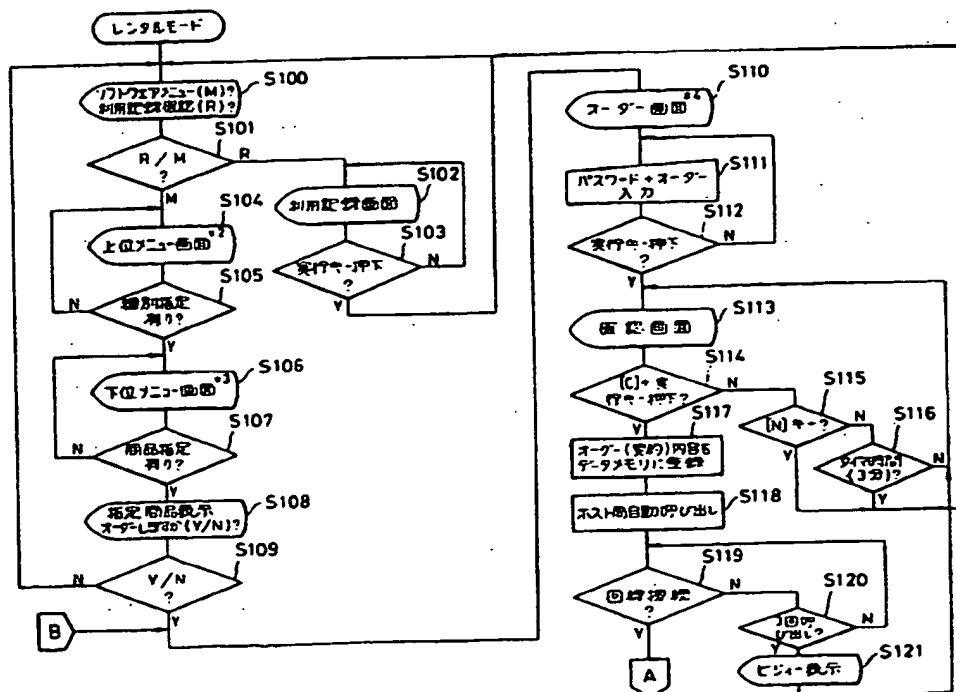 レンタルモード
S100
ソフトウェアメニュー(M)?
利用記録確認(R)?
S101
R/M
?
R
M
S102
利用記録画面
S103
実行キー押下
?
N
Y
S104
上位メニュー画面*2
S105
種別指定
有り?
N
Y
S106
下位メニュー画面*3
S107
商品指定
有り?
N
Y
S108
指定商品表示
オーダーしますか(Y/N)?
S109
Y/N
?
N
Y
B
S110
オーダー画面*4
S111
パスワード+オーダー
入力
S112
実行キー押下
?
N
Y
S113
確認画面
S114
[C]+実
行キー押下?
N
Y
S115
[N]キー?
N
Y
S116
タイマ時間
(3分)?
N
Y
S117
オーダー(契約)内容を
データメモリに登録
S118
ホスト局自動呼び出し
S119
回線接続
?
N
Y
S120
3回呼
び出し?
N
Y
S121
ビジィー表示
A